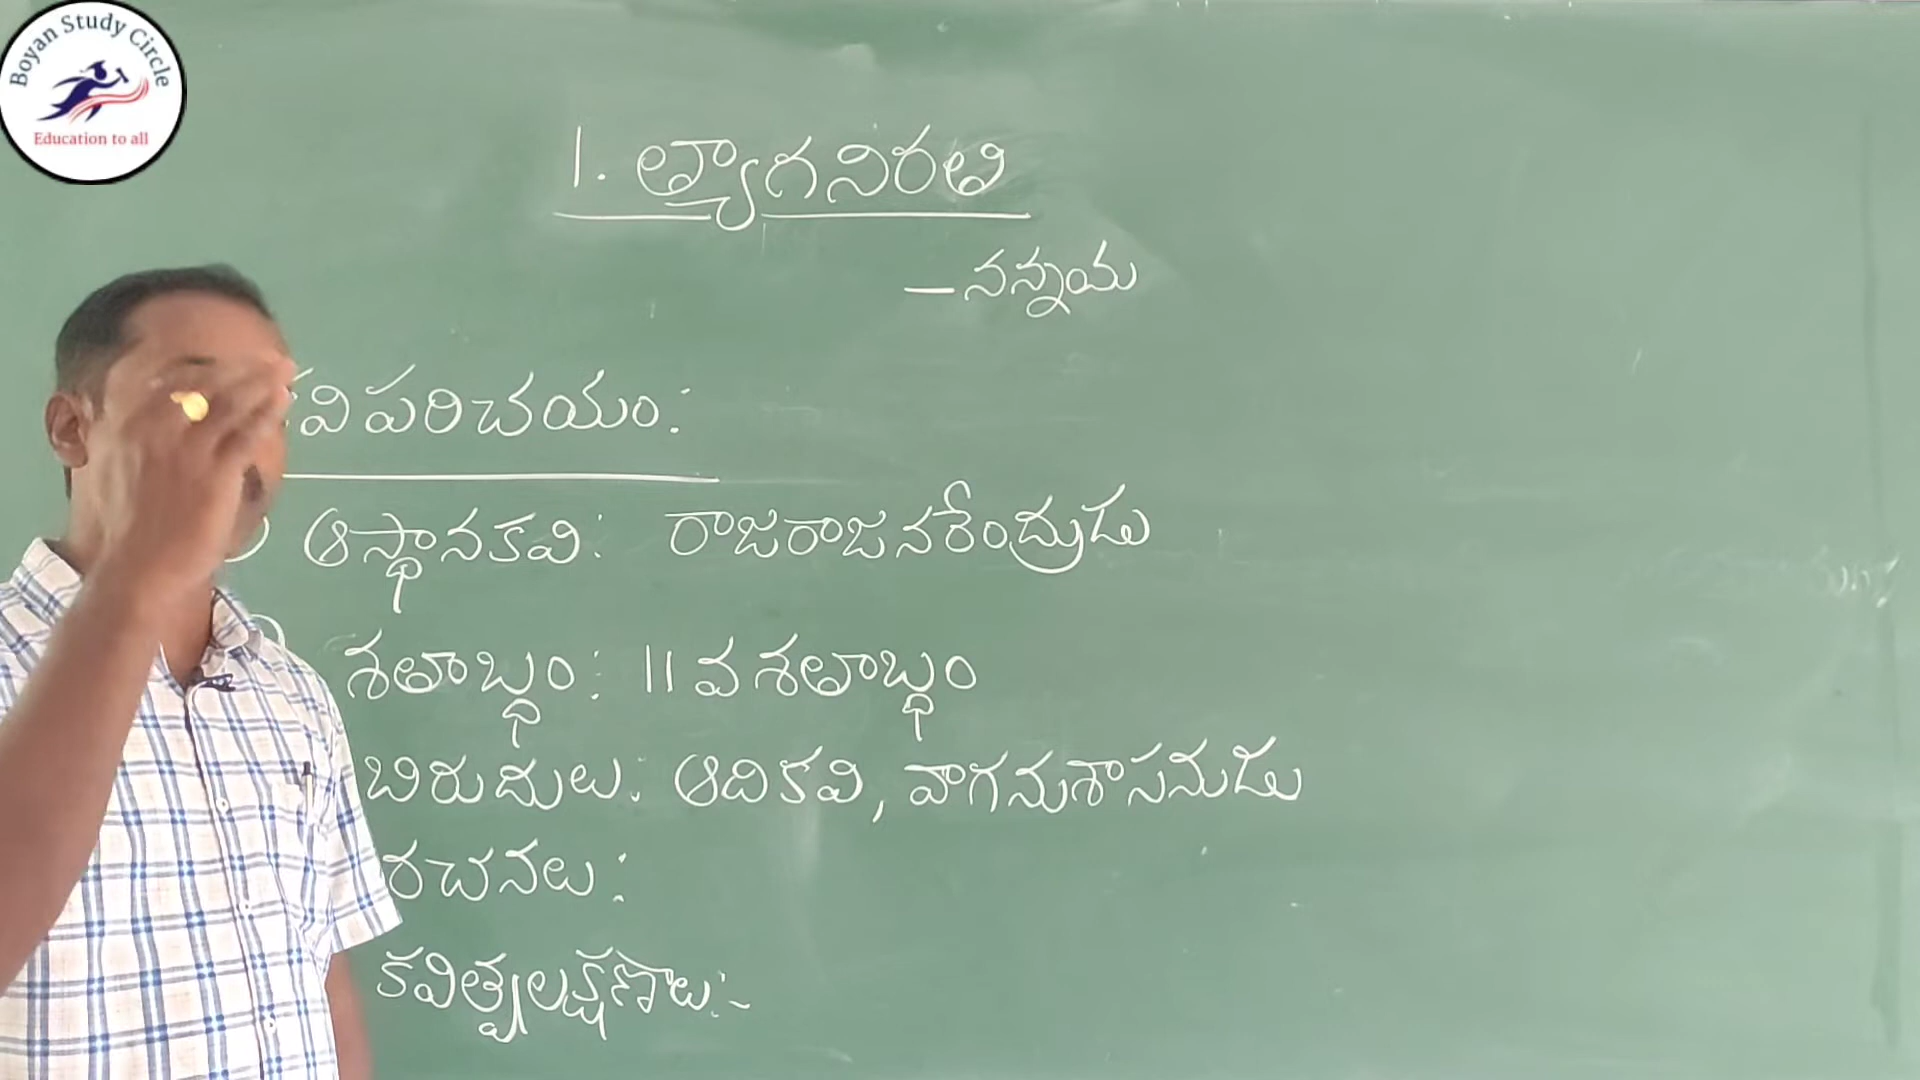 Boyan Study Circle
Education to all
1. త్యాగనిరతి
– నన్నయ
విపరిచయం:
ఆస్థానకవి: రాజరాజనరేంద్రుడు
శతాబ్ధం: 11వ శతాబ్ధం
బిరుదులు: ఆదికవి, వాగనుశాసనుడు
రచనలు:
కవిత్వలక్షణాలు:-